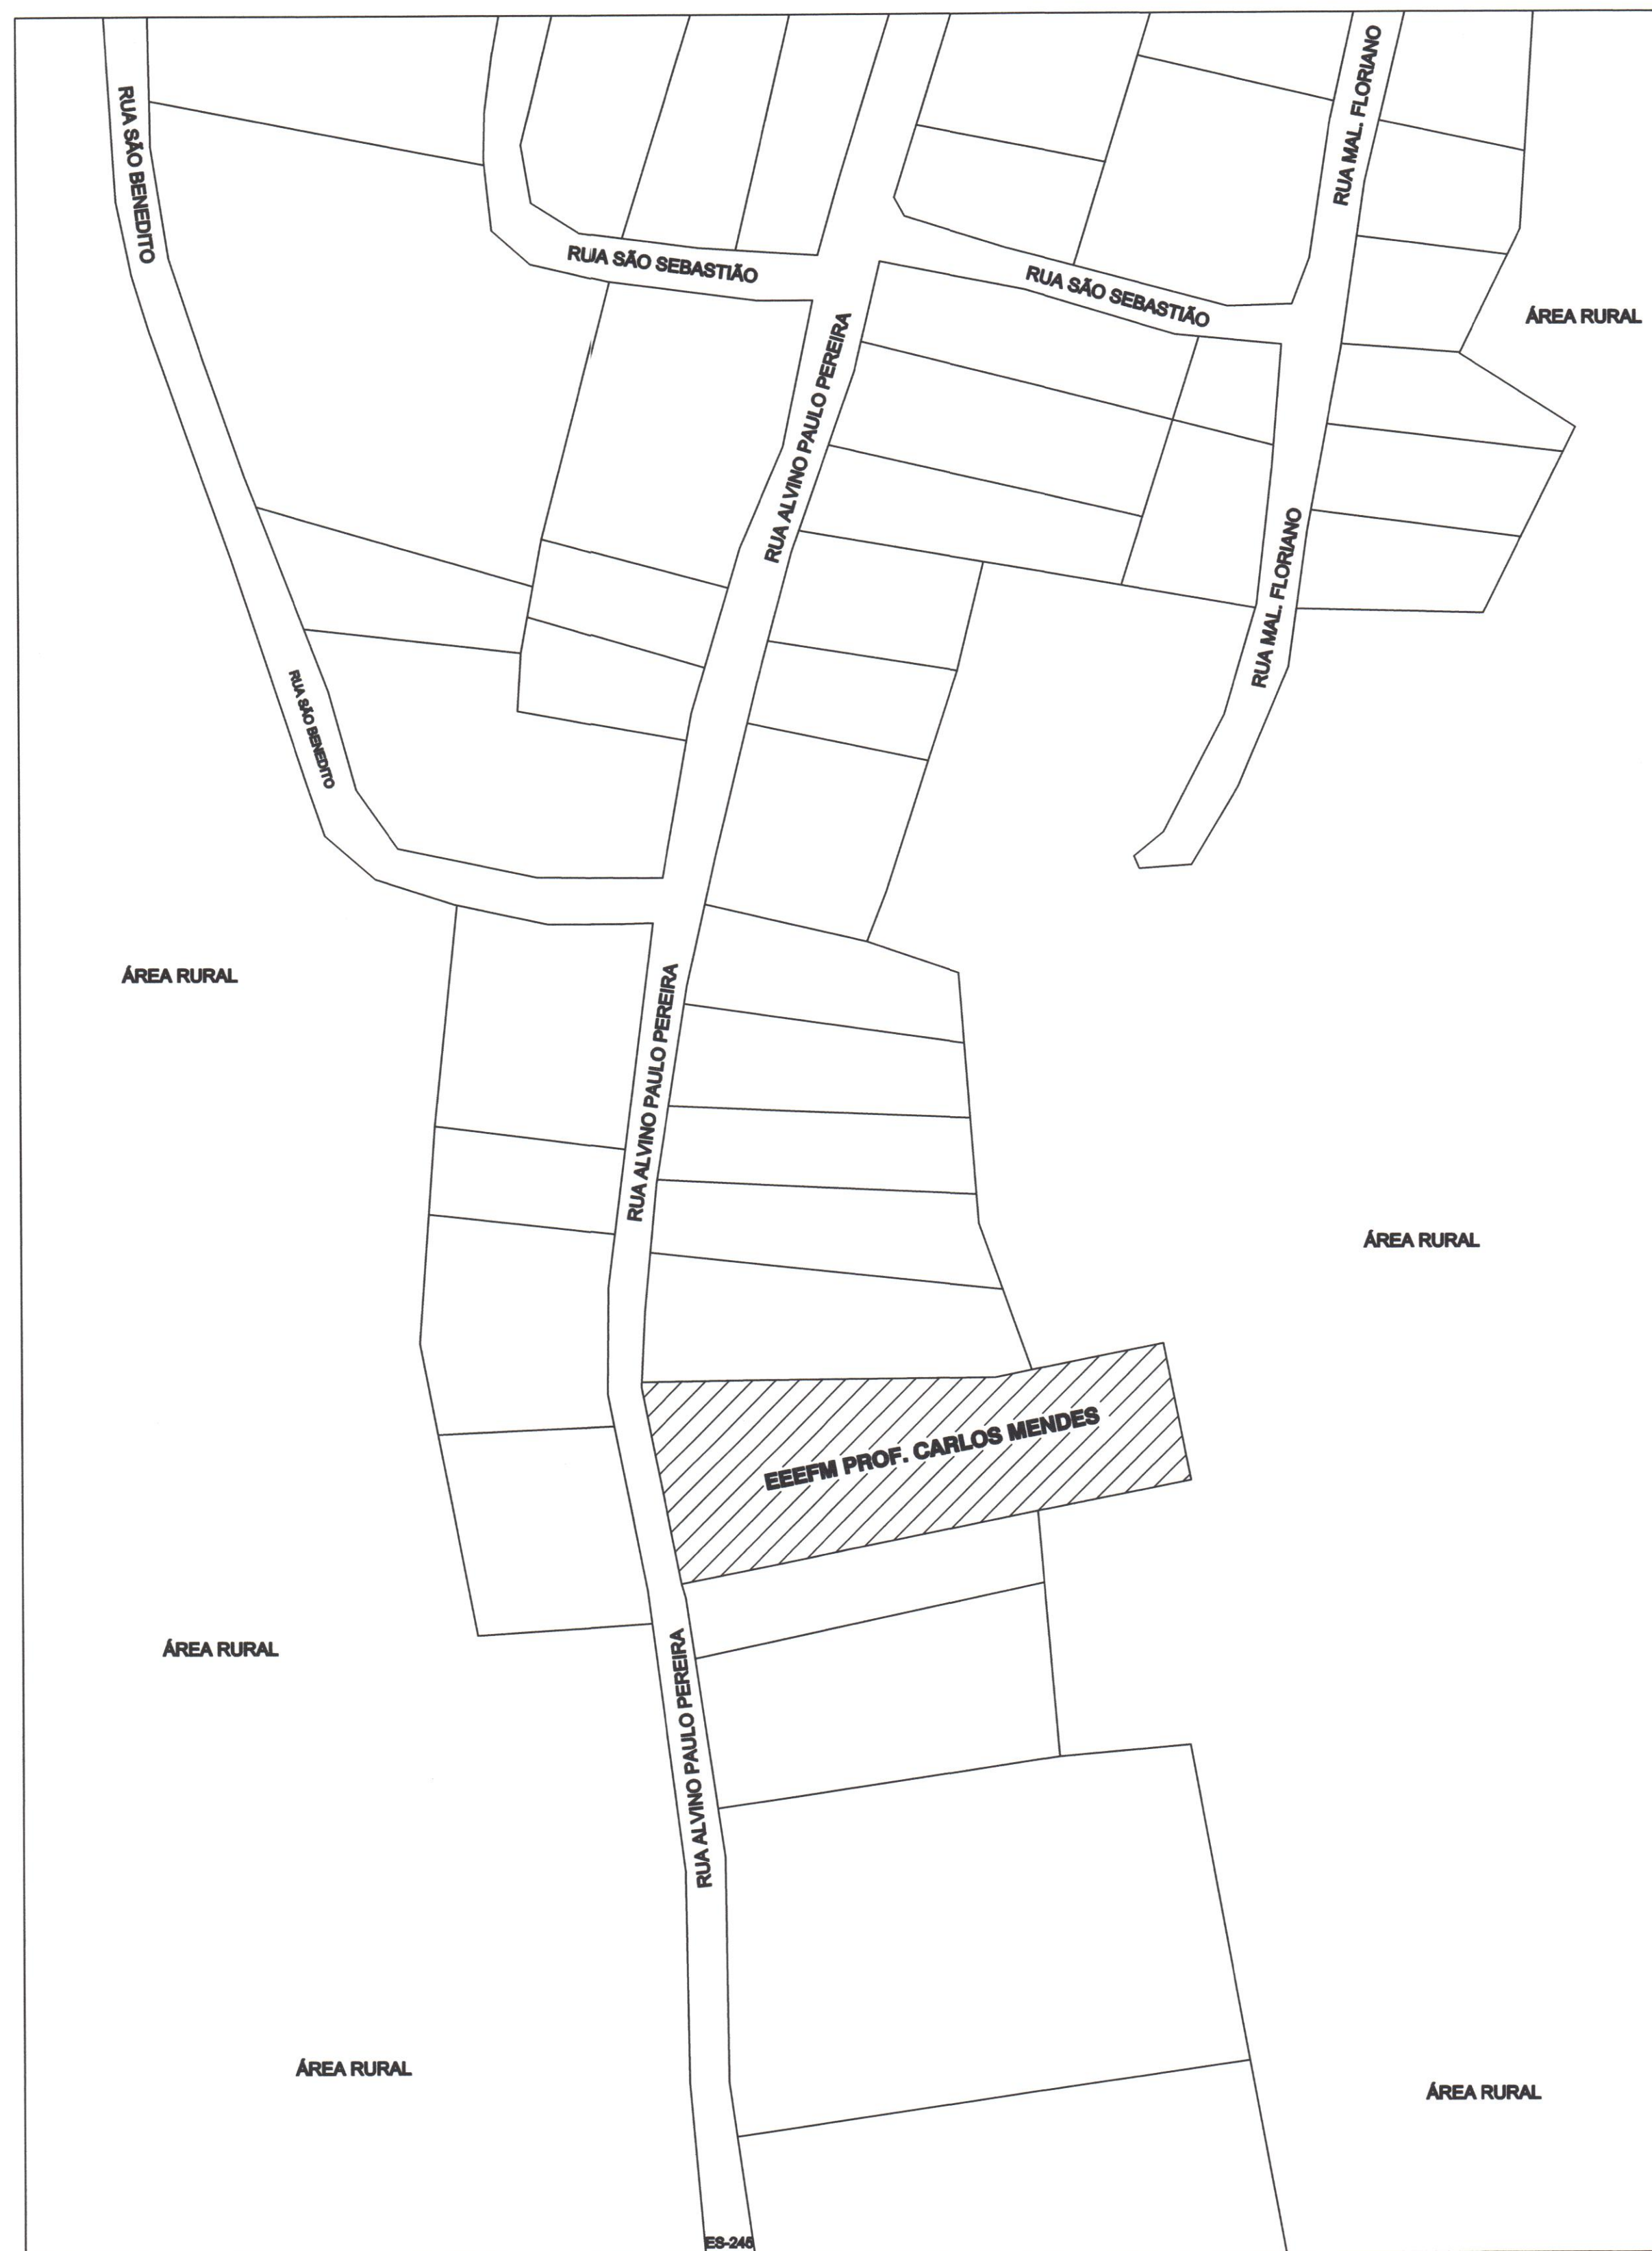 RUA MAL. FLORIANO
RUA SÃO BENEDITO
RUA SÃO SEBASTIÃO
RUA SÃO SEBASTIÃO
ÁREA RURAL
RUA ALVINO PAULO PEREIRA
RUA MAL. FLORIANO
RUA SÃO BENEDITO
ÁREA RURAL
RUA ALVINO PAULO PEREIRA
ÁREA RURAL
EEEFM PROF. CARLOS MENDES
ÁREA RURAL
RUA ALVINO PAULO PEREIRA
ÁREA RURAL
ÁREA RURAL
ES-245